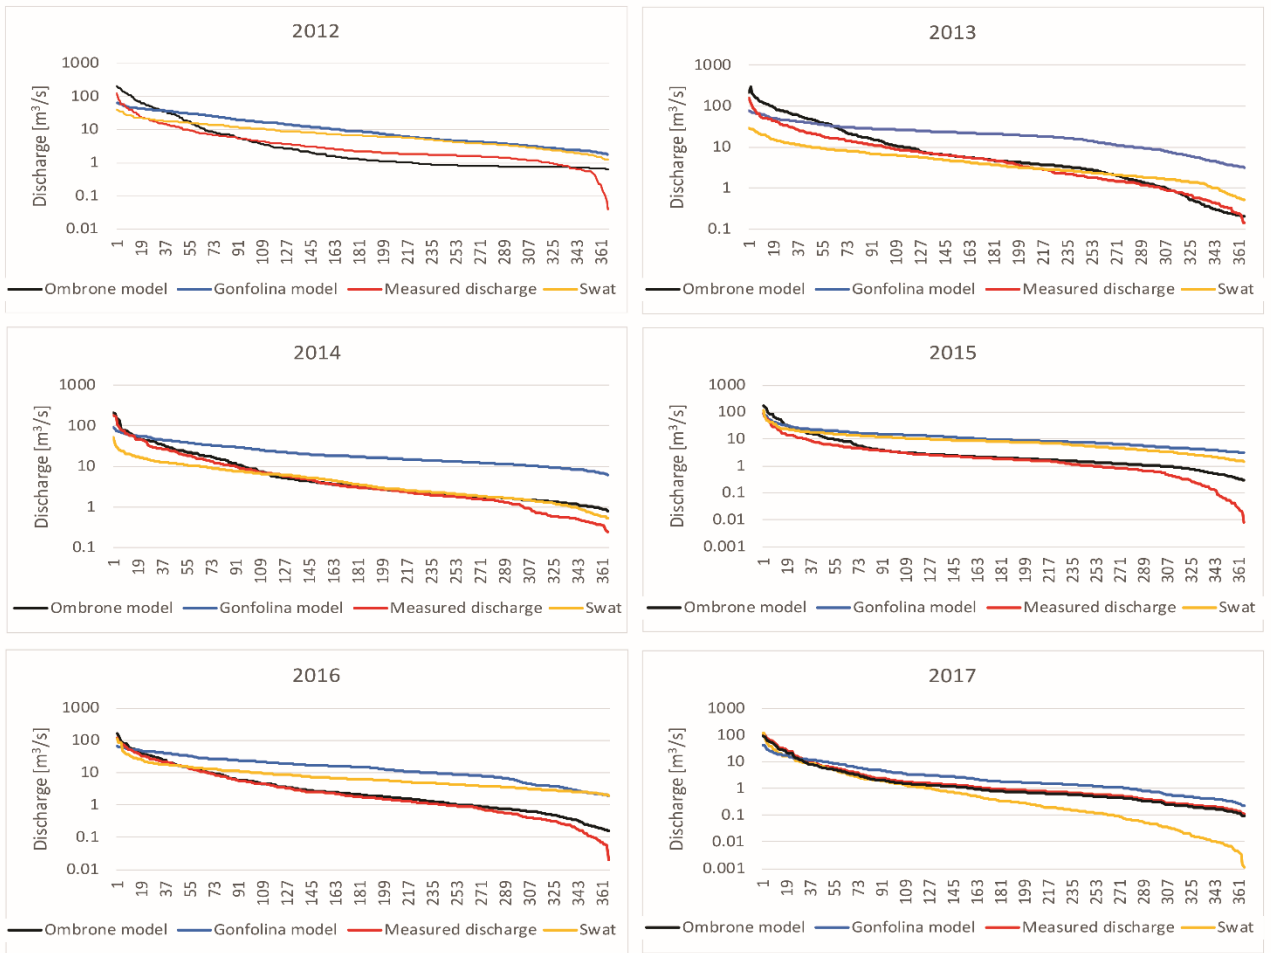 2012
Discharge [m³/s]
1000
100
10
1
0.1
0.01
1 19 37 55 73 91 109 127 145 163 181 199 217 235 253 271 289 307 325 343 361
Ombrone model Gonfolina model Measured discharge Swat
2013
Discharge [m³/s]
1000
100
10
1
0.1
1 19 37 55 73 91 109 127 145 163 181 199 217 235 253 271 289 307 325 343 361
Ombrone model Gonfolina model Measured discharge Swat
2014
Discharge [m³/s]
1000
100
10
1
0.1
1 19 37 55 73 91 109 127 145 163 181 199 217 235 253 271 289 307 325 343 361
Ombrone model Gonfolina model Measured discharge Swat
2015
Discharge [m³/s]
1000
100
10
1
0.1
0.01
0.001
1 19 37 55 73 91 109 127 145 163 181 199 217 235 253 271 289 307 325 343 361
Ombrone model Gonfolina model Measured discharge Swat
2016
Discharge [m³/s]
1000
100
10
1
0.1
0.01
1 19 37 55 73 91 109 127 145 163 181 199 217 235 253 271 289 307 325 343 361
Ombrone model Gonfolina model Measured discharge Swat
2017
Discharge [m³/s]
1000
100
10
1
0.1
0.01
0.001
1 19 37 55 73 91 109 127 145 163 181 199 217 235 253 271 289 307 325 343 361
Ombrone model Gonfolina model Measured discharge Swat